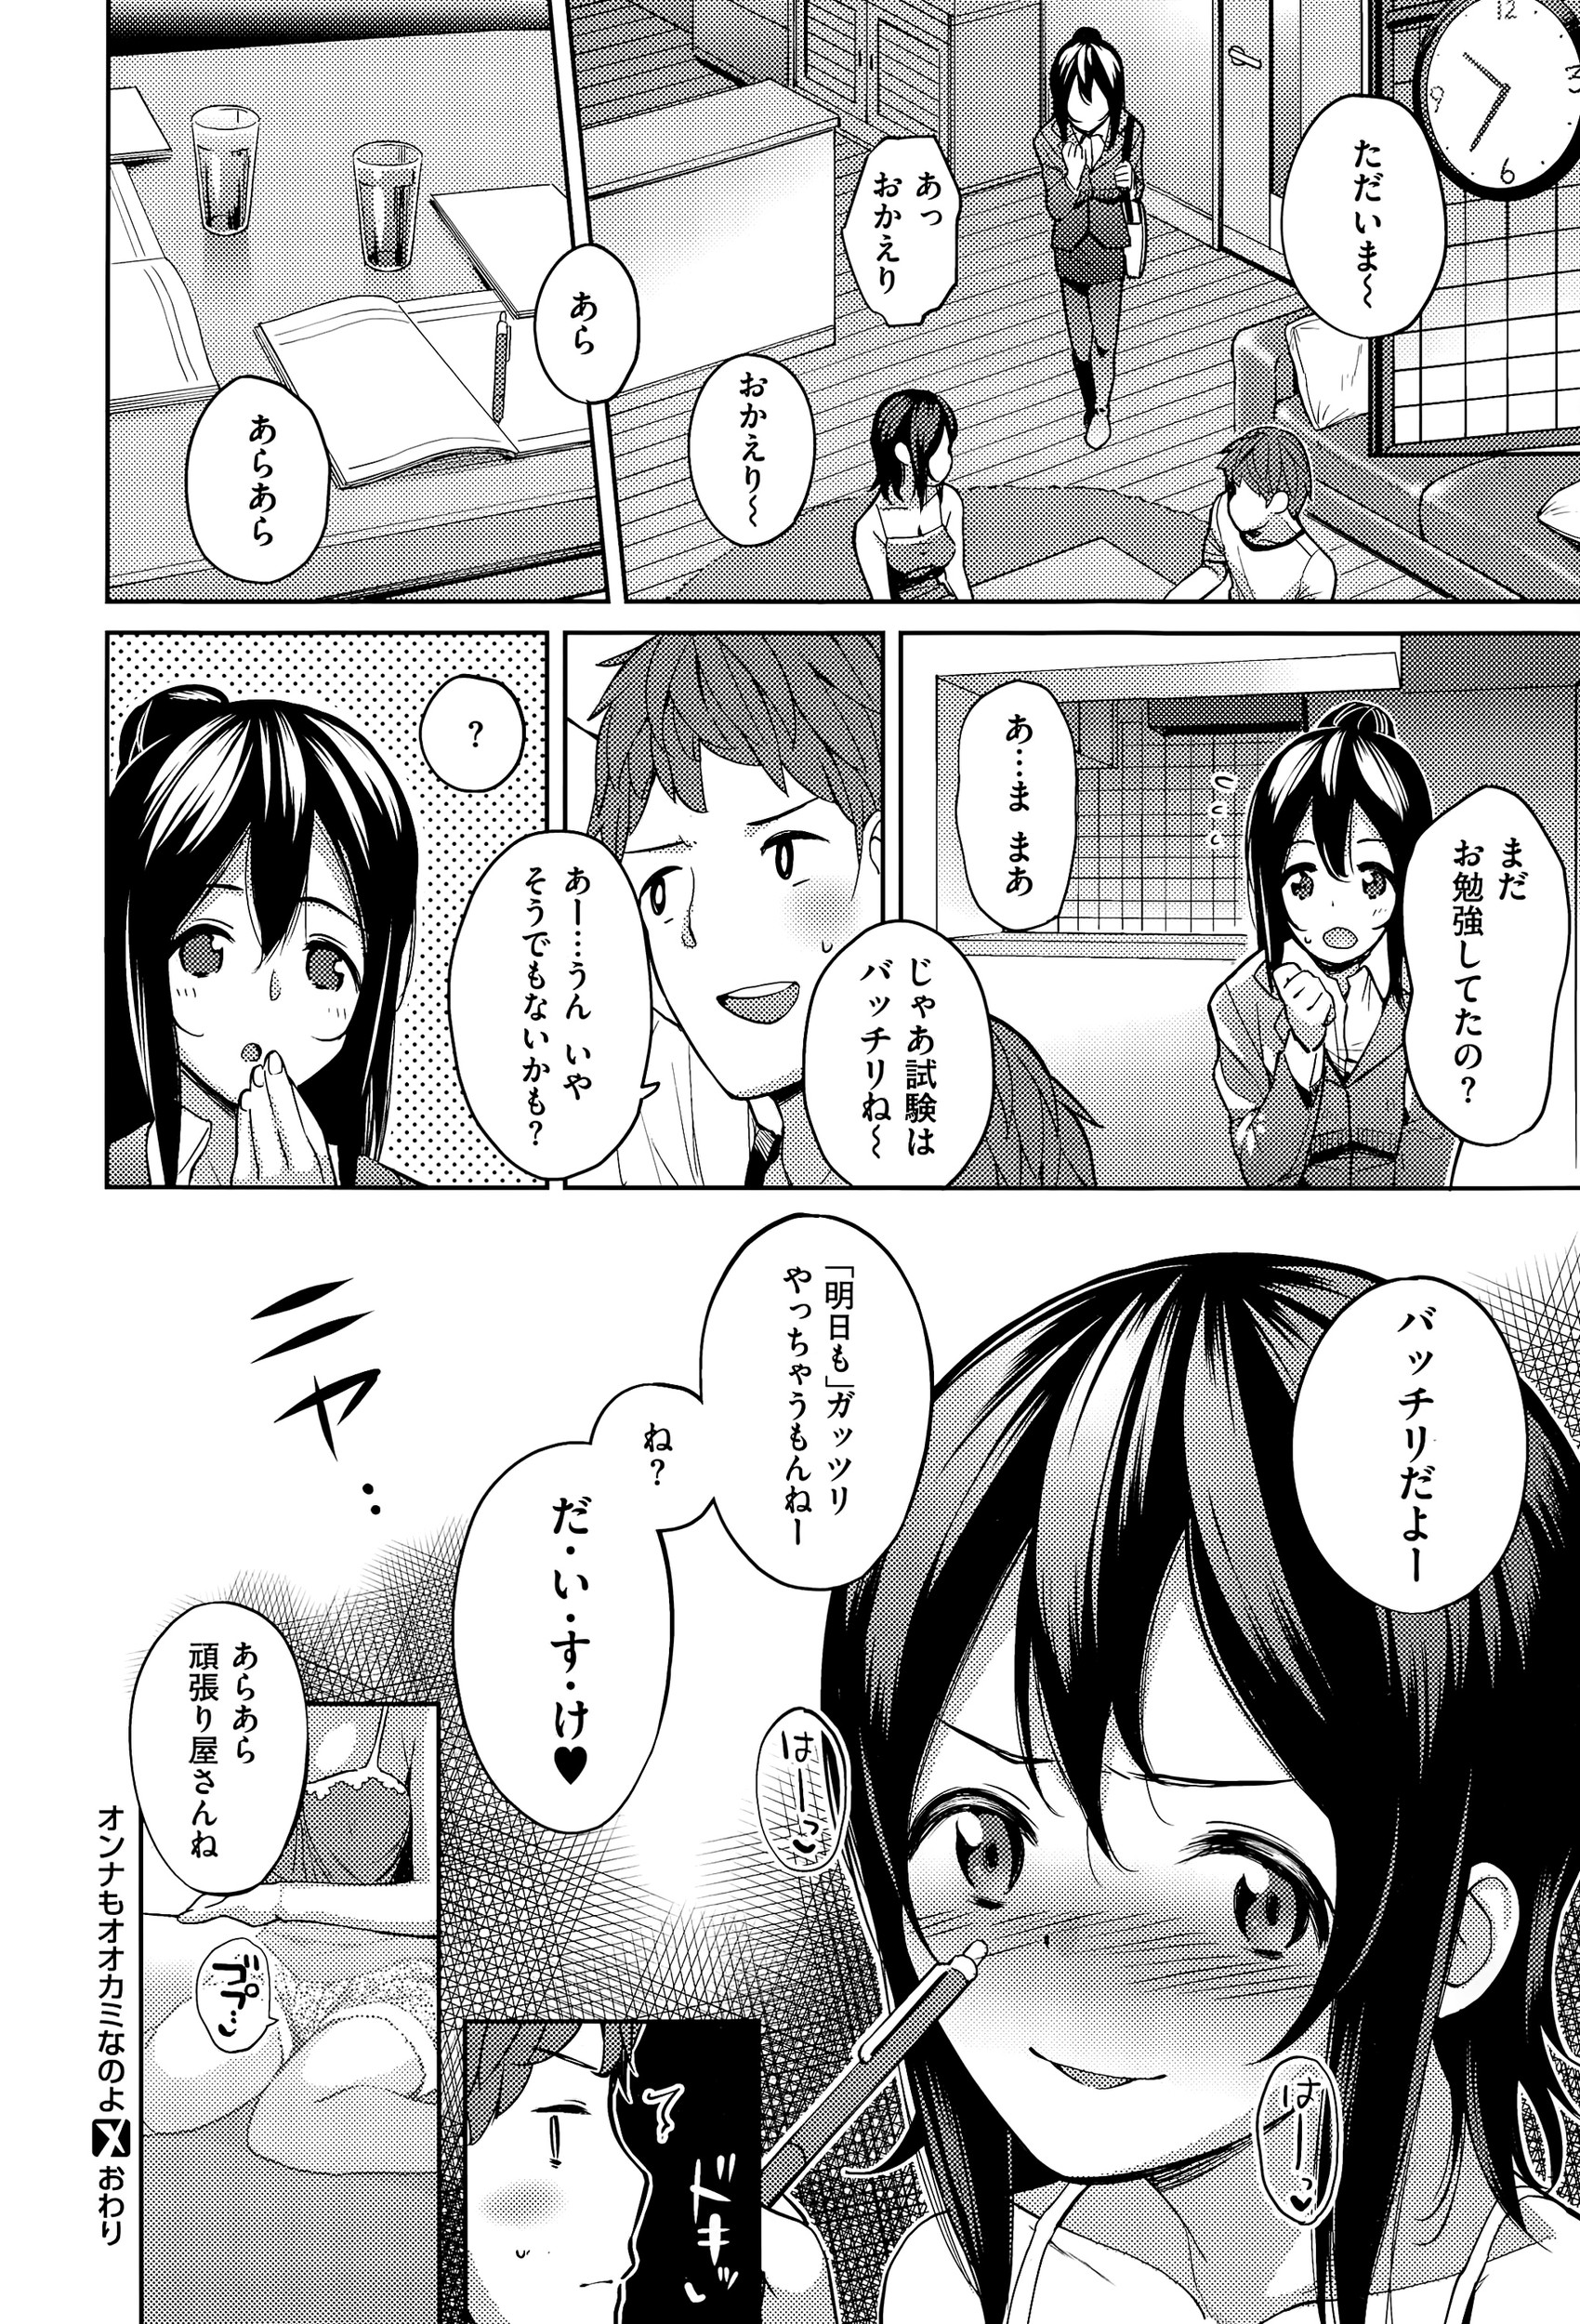 12
3
6
9
ただいま～
あっ
おかえり
おかえり～
あら
あらあら
まだ
お勉強してたの?
あ…ま まあ
じゃあ試験は
バッチリね～
あー…うん いや
そうでもないかも?
?
バッチリだよー
「明日も」ガッツリ
やっちゃうもんねー
ね?
だ・い・す・け♥
ニヤ…
はーっ♥
はーっ♥
ドキッ
あらあら
頑張り屋さんね
ゴプ…♥
オンナもオオカミなのよ
X
おわり